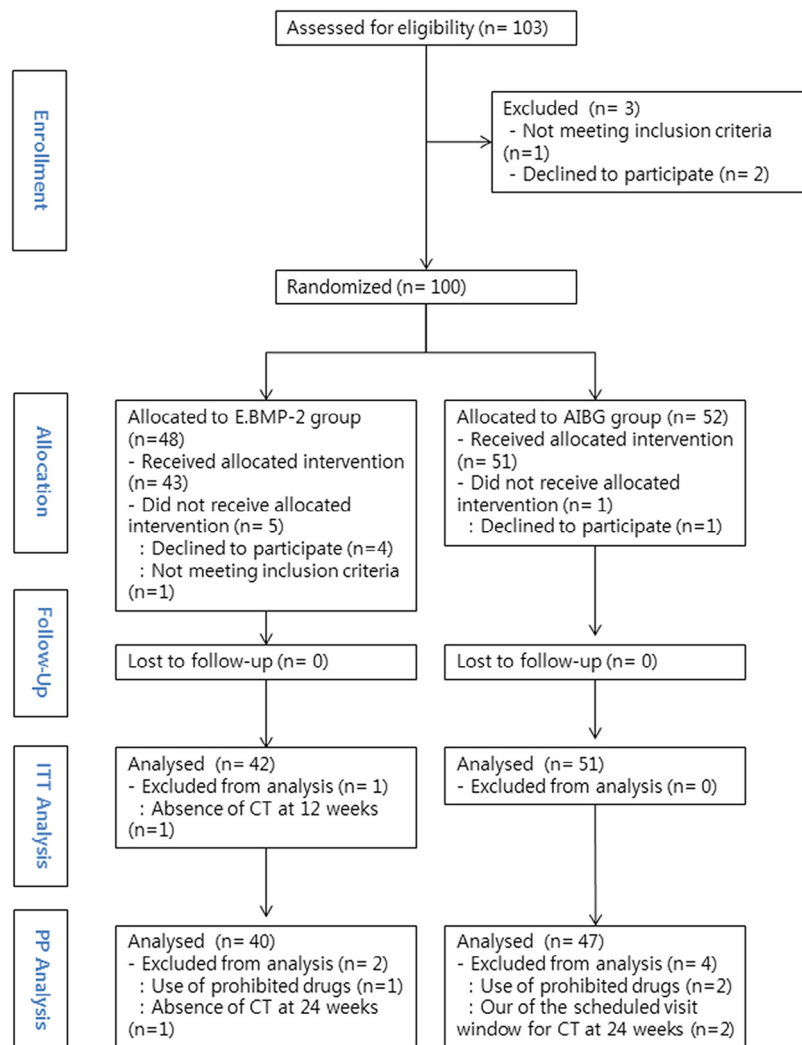 Assessed for eligibility (n= 103)
Enrollment
Excluded (n= 3)
- Not meeting inclusion criteria
(n=1)
- Declined to participate (n= 2)
Randomized (n= 100)
Allocation
Allocated to E.BMP-2 group
(n=48)
- Received allocated intervention
(n= 43)
- Did not receive allocated
intervention (n= 5)
: Declined to participate (n=4)
: Not meeting inclusion criteria
(n=1)
Allocated to AIBG group (n= 52)
- Received allocated intervention
(n= 51)
- Did not receive allocated
intervention (n= 1)
: Declined to participate (n=1)
Follow-Up
Lost to follow-up (n= 0)
Lost to follow-up (n= 0)
ITT Analysis
Analysed (n= 42)
- Excluded from analysis (n= 1)
: Absence of CT at 12 weeks
(n=1)
Analysed (n= 51)
- Excluded from analysis (n= 0)
PP Analysis
Analysed (n= 40)
- Excluded from analysis (n= 2)
: Use of prohibited drugs (n=1)
: Absence of CT at 24 weeks
(n=1)
Analysed (n= 47)
- Excluded from analysis (n= 4)
: Use of prohibited drugs (n=2)
: Our of the scheduled visit
window for CT at 24 weeks (n=2)